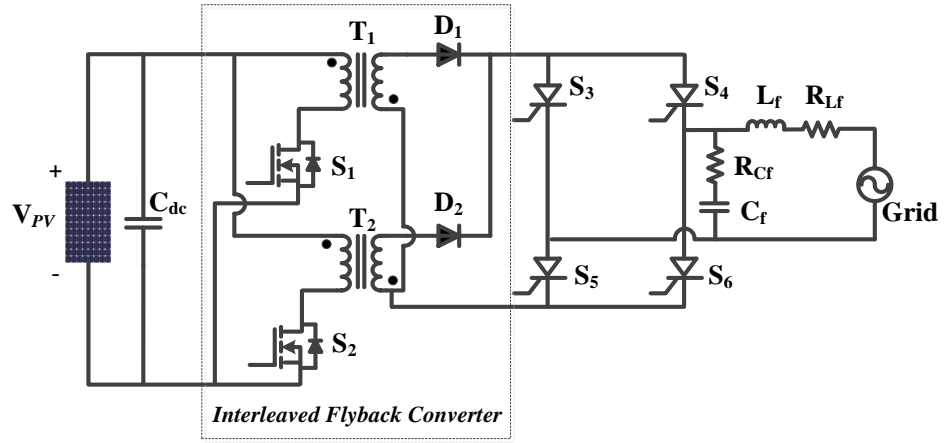 T1
D1
S3
S4
Lf
RLf
+
VPV
-
Cdc
S1
RCf
Cf
Grid
T2
D2
S5
S6
S2
Interleaved Flyback Converter